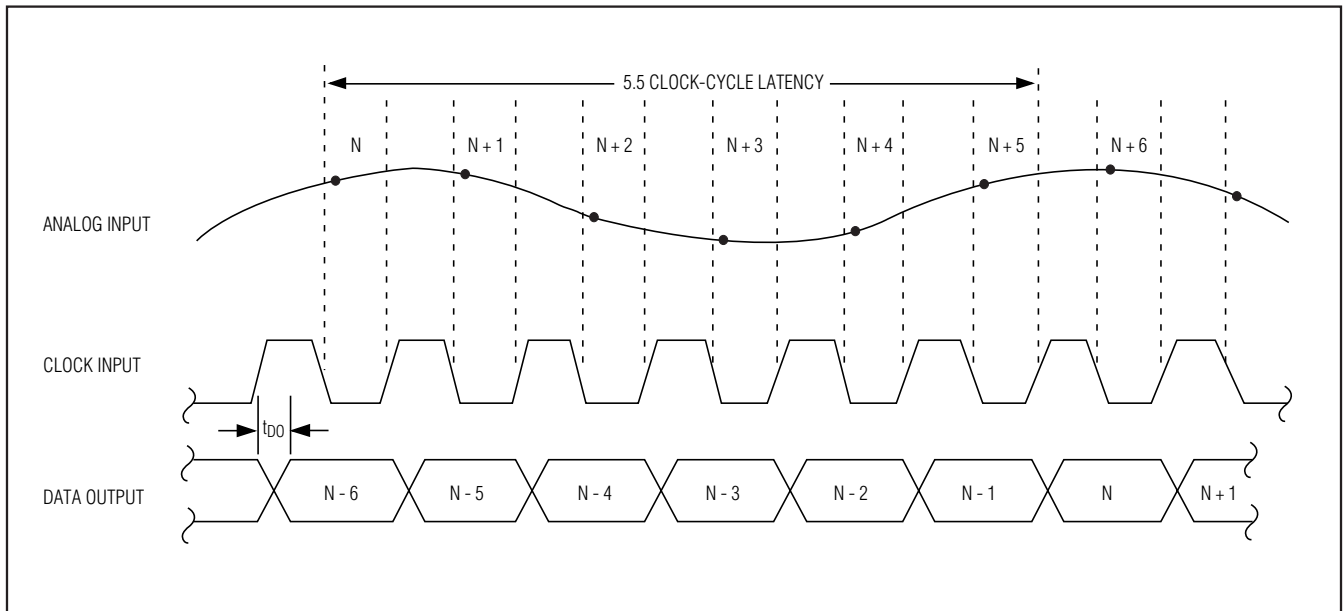 5.5 CLOCK-CYCLE LATENCY
N N + 1 N + 2 N + 3 N + 4 N + 5 N + 6
ANALOG INPUT
CLOCK INPUT
tDO
DATA OUTPUT N - 6 N - 5 N - 4 N - 3 N - 2 N - 1 N N + 1